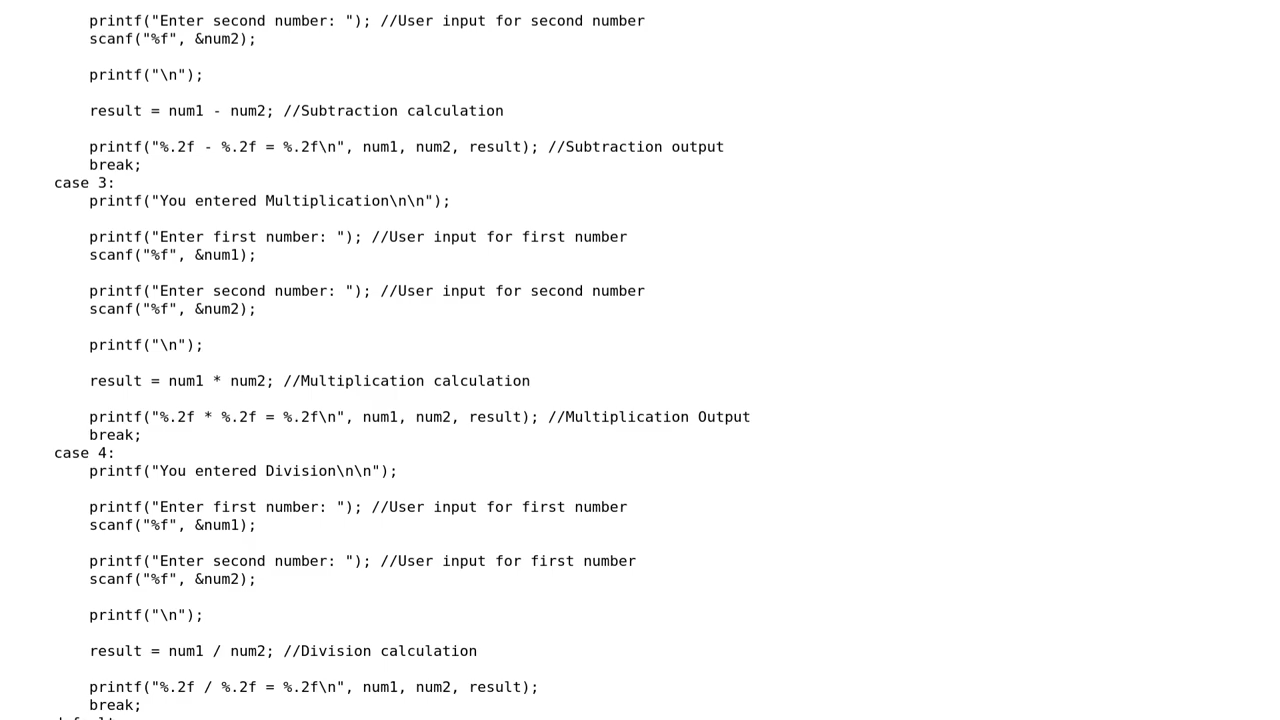 printf("Enter second number: "); //User input for second number
scanf("%f", &num2);
printf("\n");
result = num1 - num2; //Subtraction calculation
printf("%.2f - %.2f = %.2f\n", num1, num2, result); //Subtraction output
break;
case 3:
printf("You entered Multiplication\n\n");
printf("Enter first number: "); //User input for first number
scanf("%f", &num1);
printf("Enter second number: "); //User input for second number
scanf("%f", &num2);
printf("\n");
result = num1 * num2; //Multiplication calculation
printf("%.2f * %.2f = %.2f\n", num1, num2, result); //Multiplication Output
break;
case 4:
printf("You entered Division\n\n");
printf("Enter first number: "); //User input for first number
scanf("%f", &num1);
printf("Enter second number: "); //User input for first number
scanf("%f", &num2);
printf("\n");
result = num1 / num2; //Division calculation
printf("%.2f / %.2f = %.2f\n", num1, num2, result);
break;